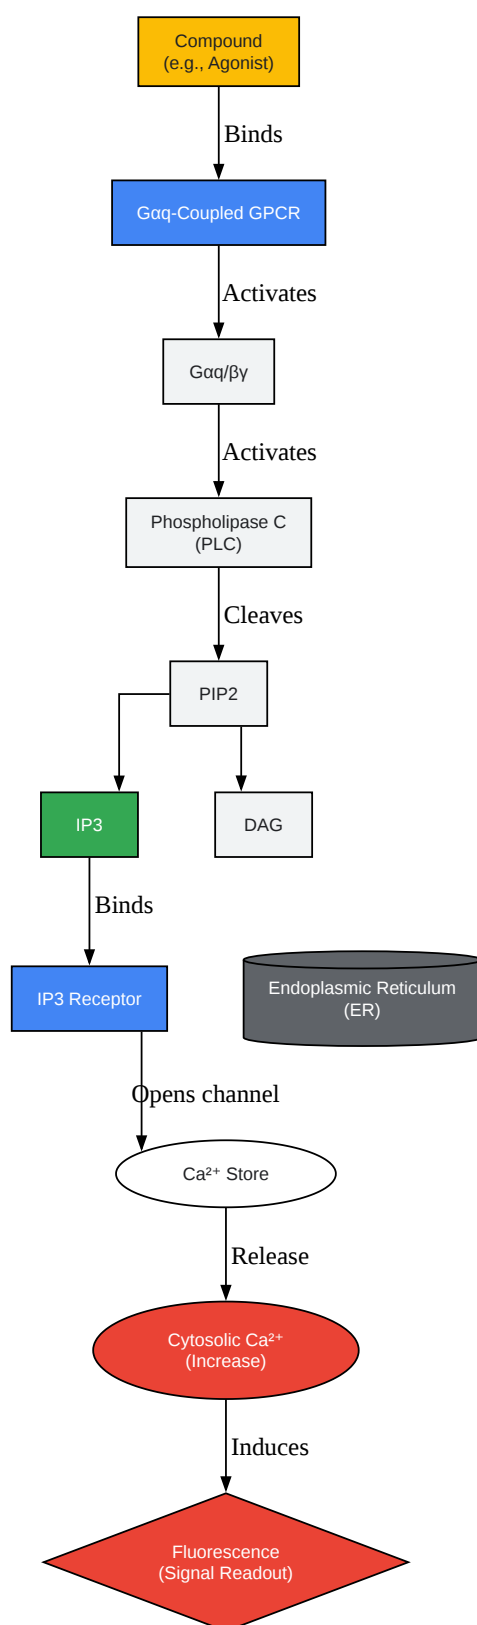 Compound
(e.g., Agonist)
Binds
Gαq-Coupled GPCR
Activates
Gαq/βγ
Activates
Phospholipase C
(PLC)
Cleaves
PIP2
IP3
DAG
Binds
IP3 Receptor
Endoplasmic Reticulum
(ER)
Opens channel
Ca²⁺ Store
Release
Cytosolic Ca²⁺
(Increase)
Induces
Fluorescence
(Signal Readout)